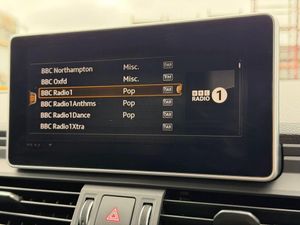 BBC Northampton Misc.
BBC Oxfd Misc.
BBC Radio1 Pop
BBC Radio1Anthms Pop
BBC Radio1Dance Pop
BBC Radio1Xtra
BBC
RADIO 1